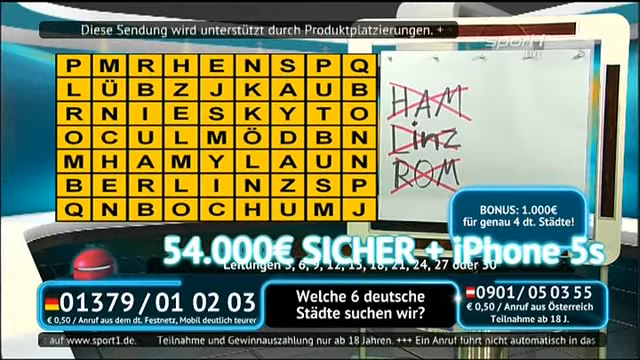 Diese Sendung wird unterstützt durch Produktplatzierungen. +
sport1
LIVE
P M R H E N S P Q
L Ü B Z J K A U B
R N I E S K Y T O
O C U L M Ö D B N
M H A M Y L A U N
B E R L I N Z S P
Q N B O C H U M J
HAM
Linz
ROM
BONUS: 1.000€
für genau 4 dt. Städte!
54.000€ SICHER + iPhone 5s
Leitungen 3, 6, 9, 12, 15, 18, 21, 24, 27 oder 30
01379/01 02 03
€ 0,50 / Anruf aus dem dt. Festnetz, Mobil deutlich teurer
Welche 6 deutsche
Städte suchen wir?
0901/05 03 55
€ 0,50 / Anruf aus Österreich
Teilnahme ab 18 J.
auf www.sport1.de. Teilnahme und Gewinnauszahlung nur ab 18 Jahren. + Ein Anruf führt nicht automatisch in das